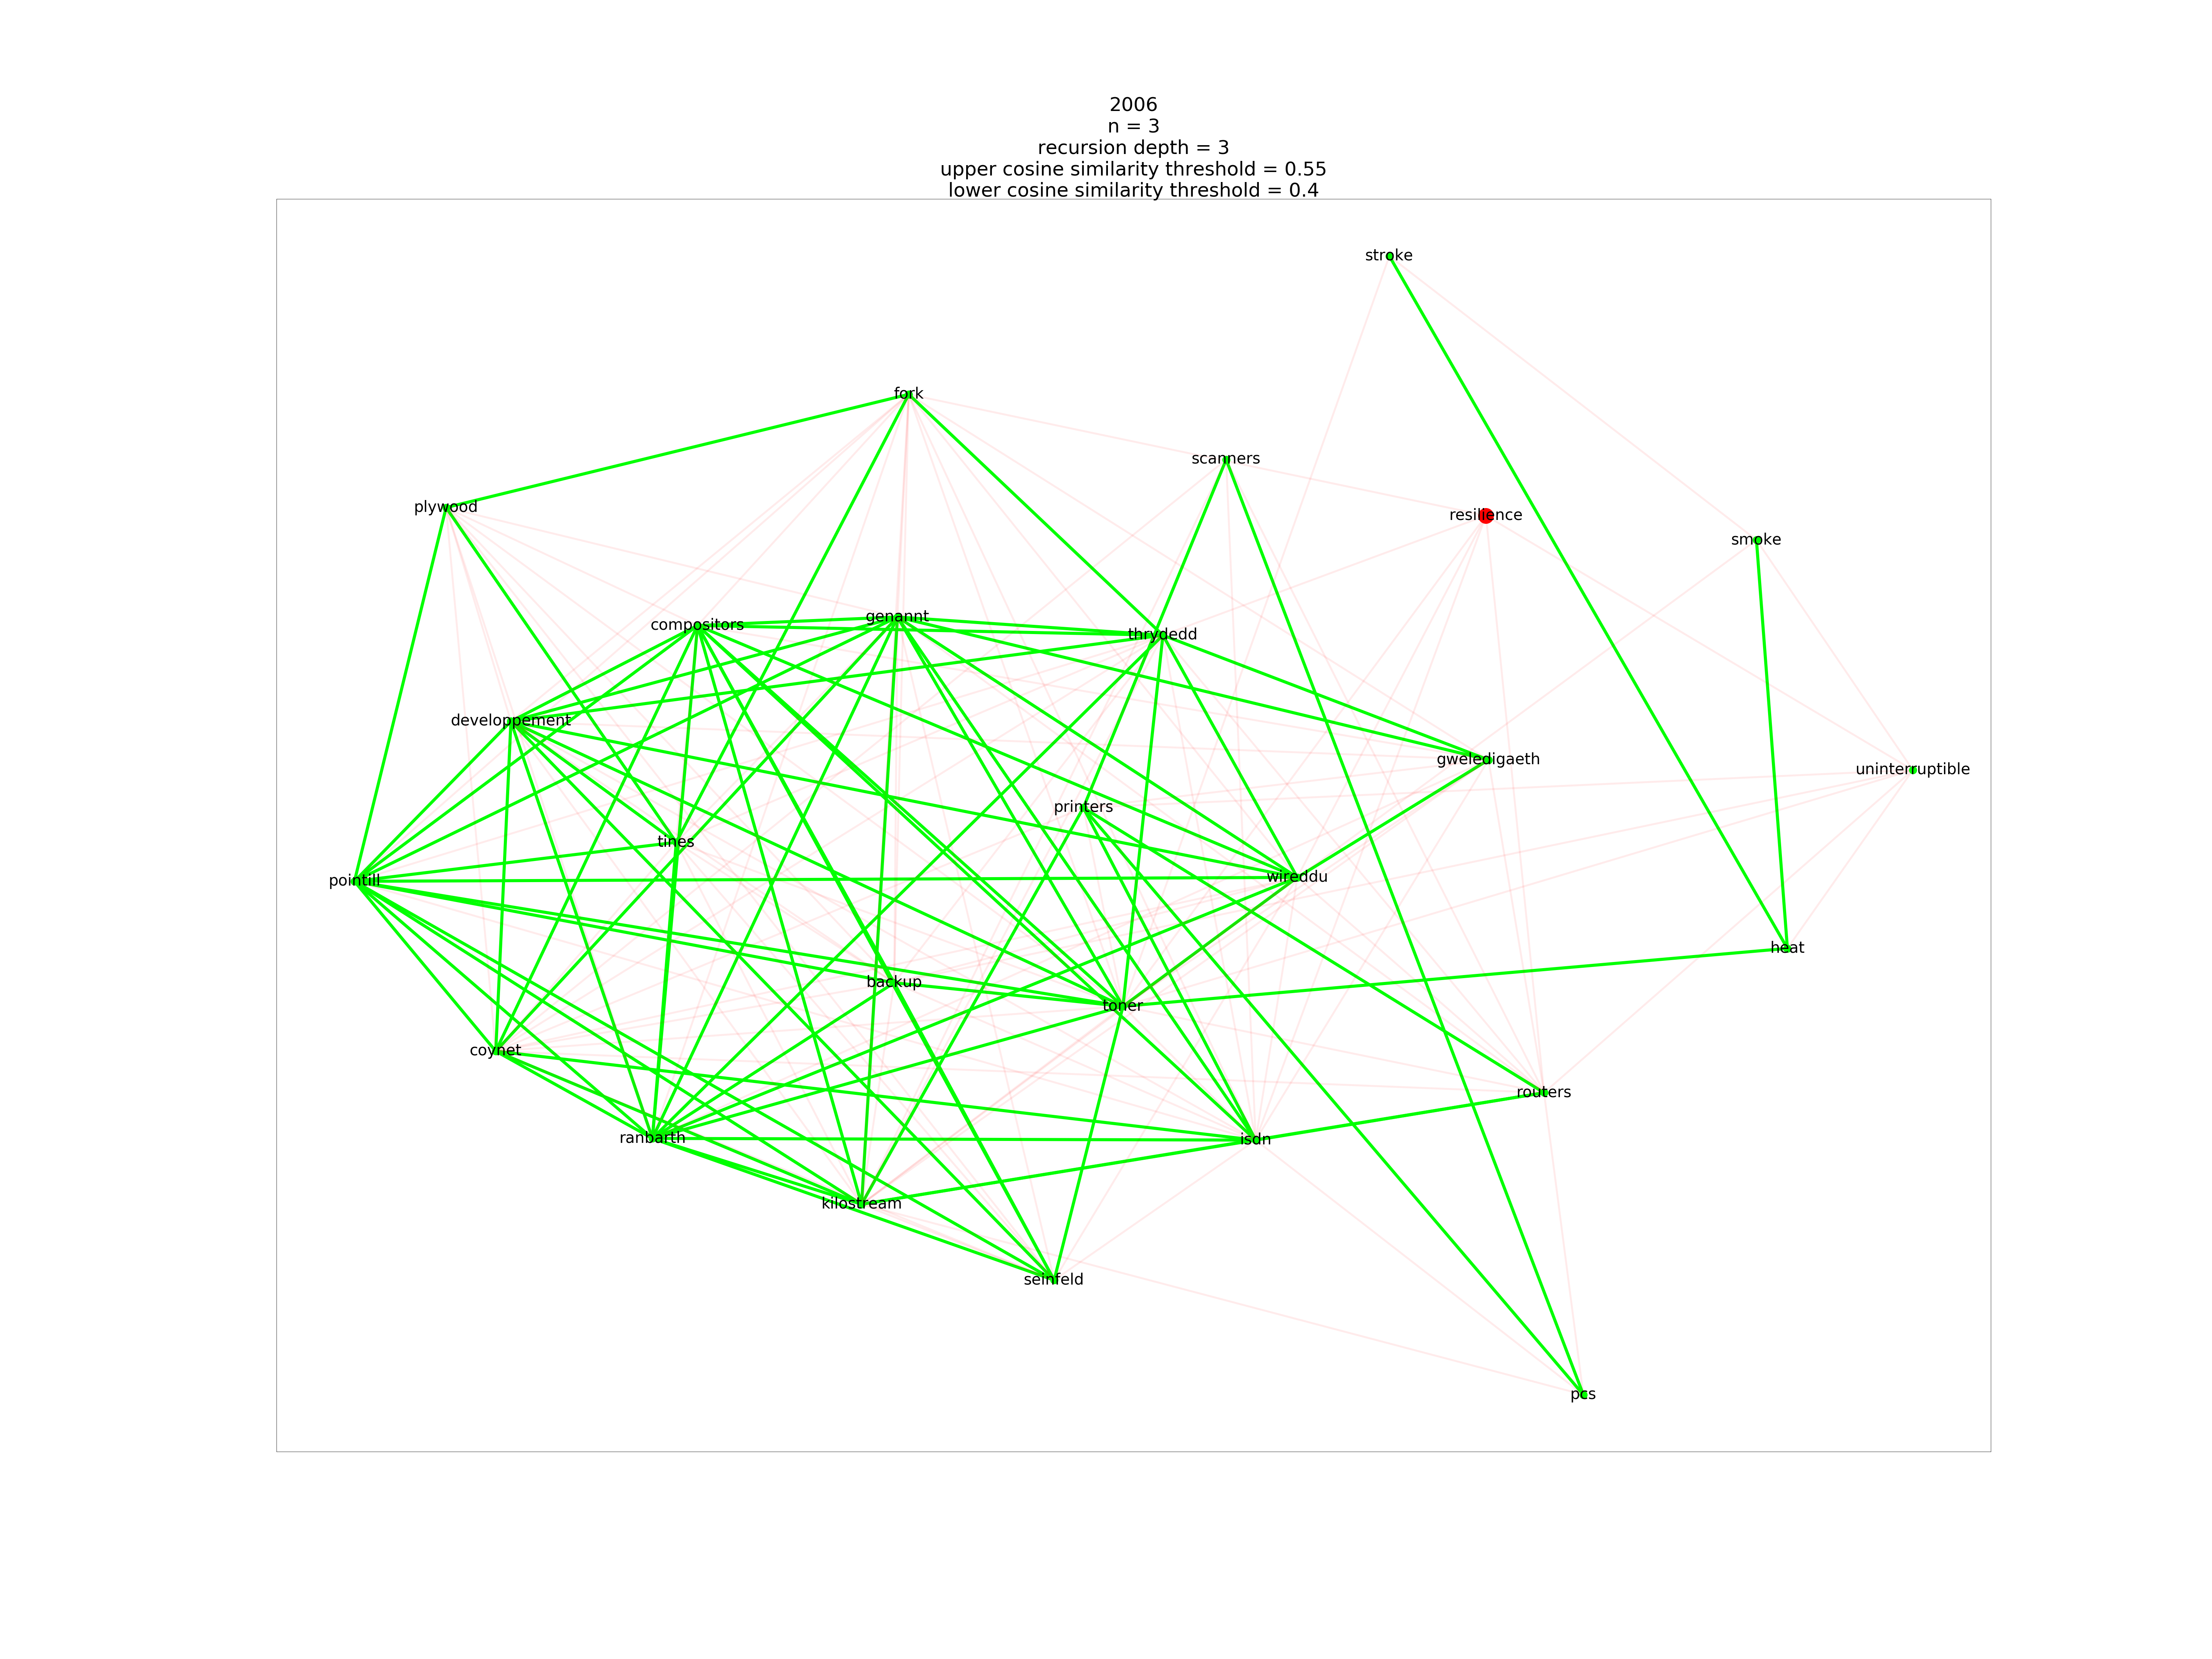 2006
n = 3
recursion depth = 3
upper cosine similarity threshold = 0.55
lower cosine similarity threshold = 0.4
stroke
fork
scanners
plywood
resilience
smoke
genannt
compositors
thrydedd
developpement
gweledigaeth
uninterruptible
printers
tines
pointill
wireddu
heat
backup
toner
coynet
routers
ranbarth
isdn
kilostream
seinfeld
pcs